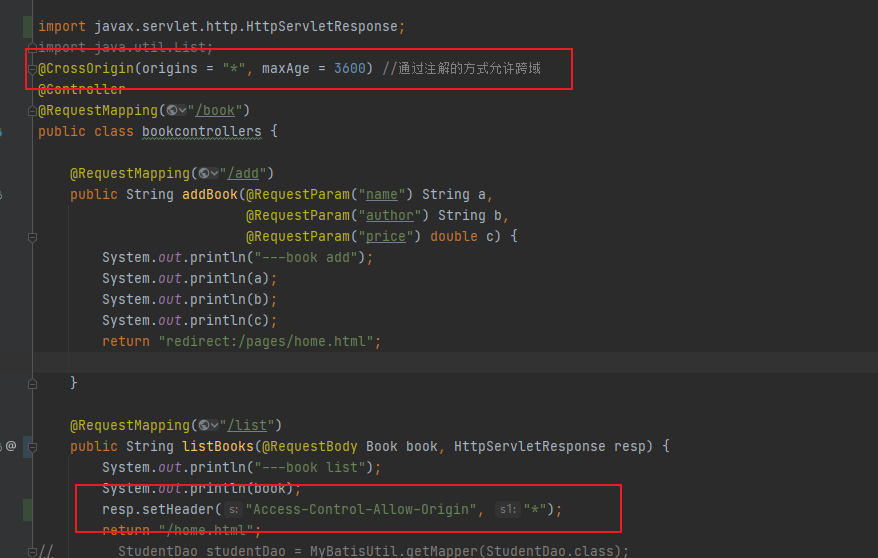 import javax.servlet.http.HttpServletResponse;
import java.util.List;
@CrossOrigin(origins = "*", maxAge = 3600) //通过注解的方式允许跨域
@Controller
@RequestMapping("/book")
public class bookcontrollers {
@RequestMapping("/add")
public String addBook(@RequestParam("name") String a,
@RequestParam("author") String b,
@RequestParam("price") double c) {
System.out.println("---book add");
System.out.println(a);
System.out.println(b);
System.out.println(c);
return "redirect:/pages/home.html";
}
@RequestMapping("/list")
public String listBooks(@RequestBody Book book, HttpServletResponse resp) {
System.out.println("---book list");
System.out.println(book);
resp.setHeader( s: "Access-Control-Allow-Origin", s1: "*");
return "/home.html";
// StudentDao studentDao = MyBatisUtil.getMapper(StudentDao.class);